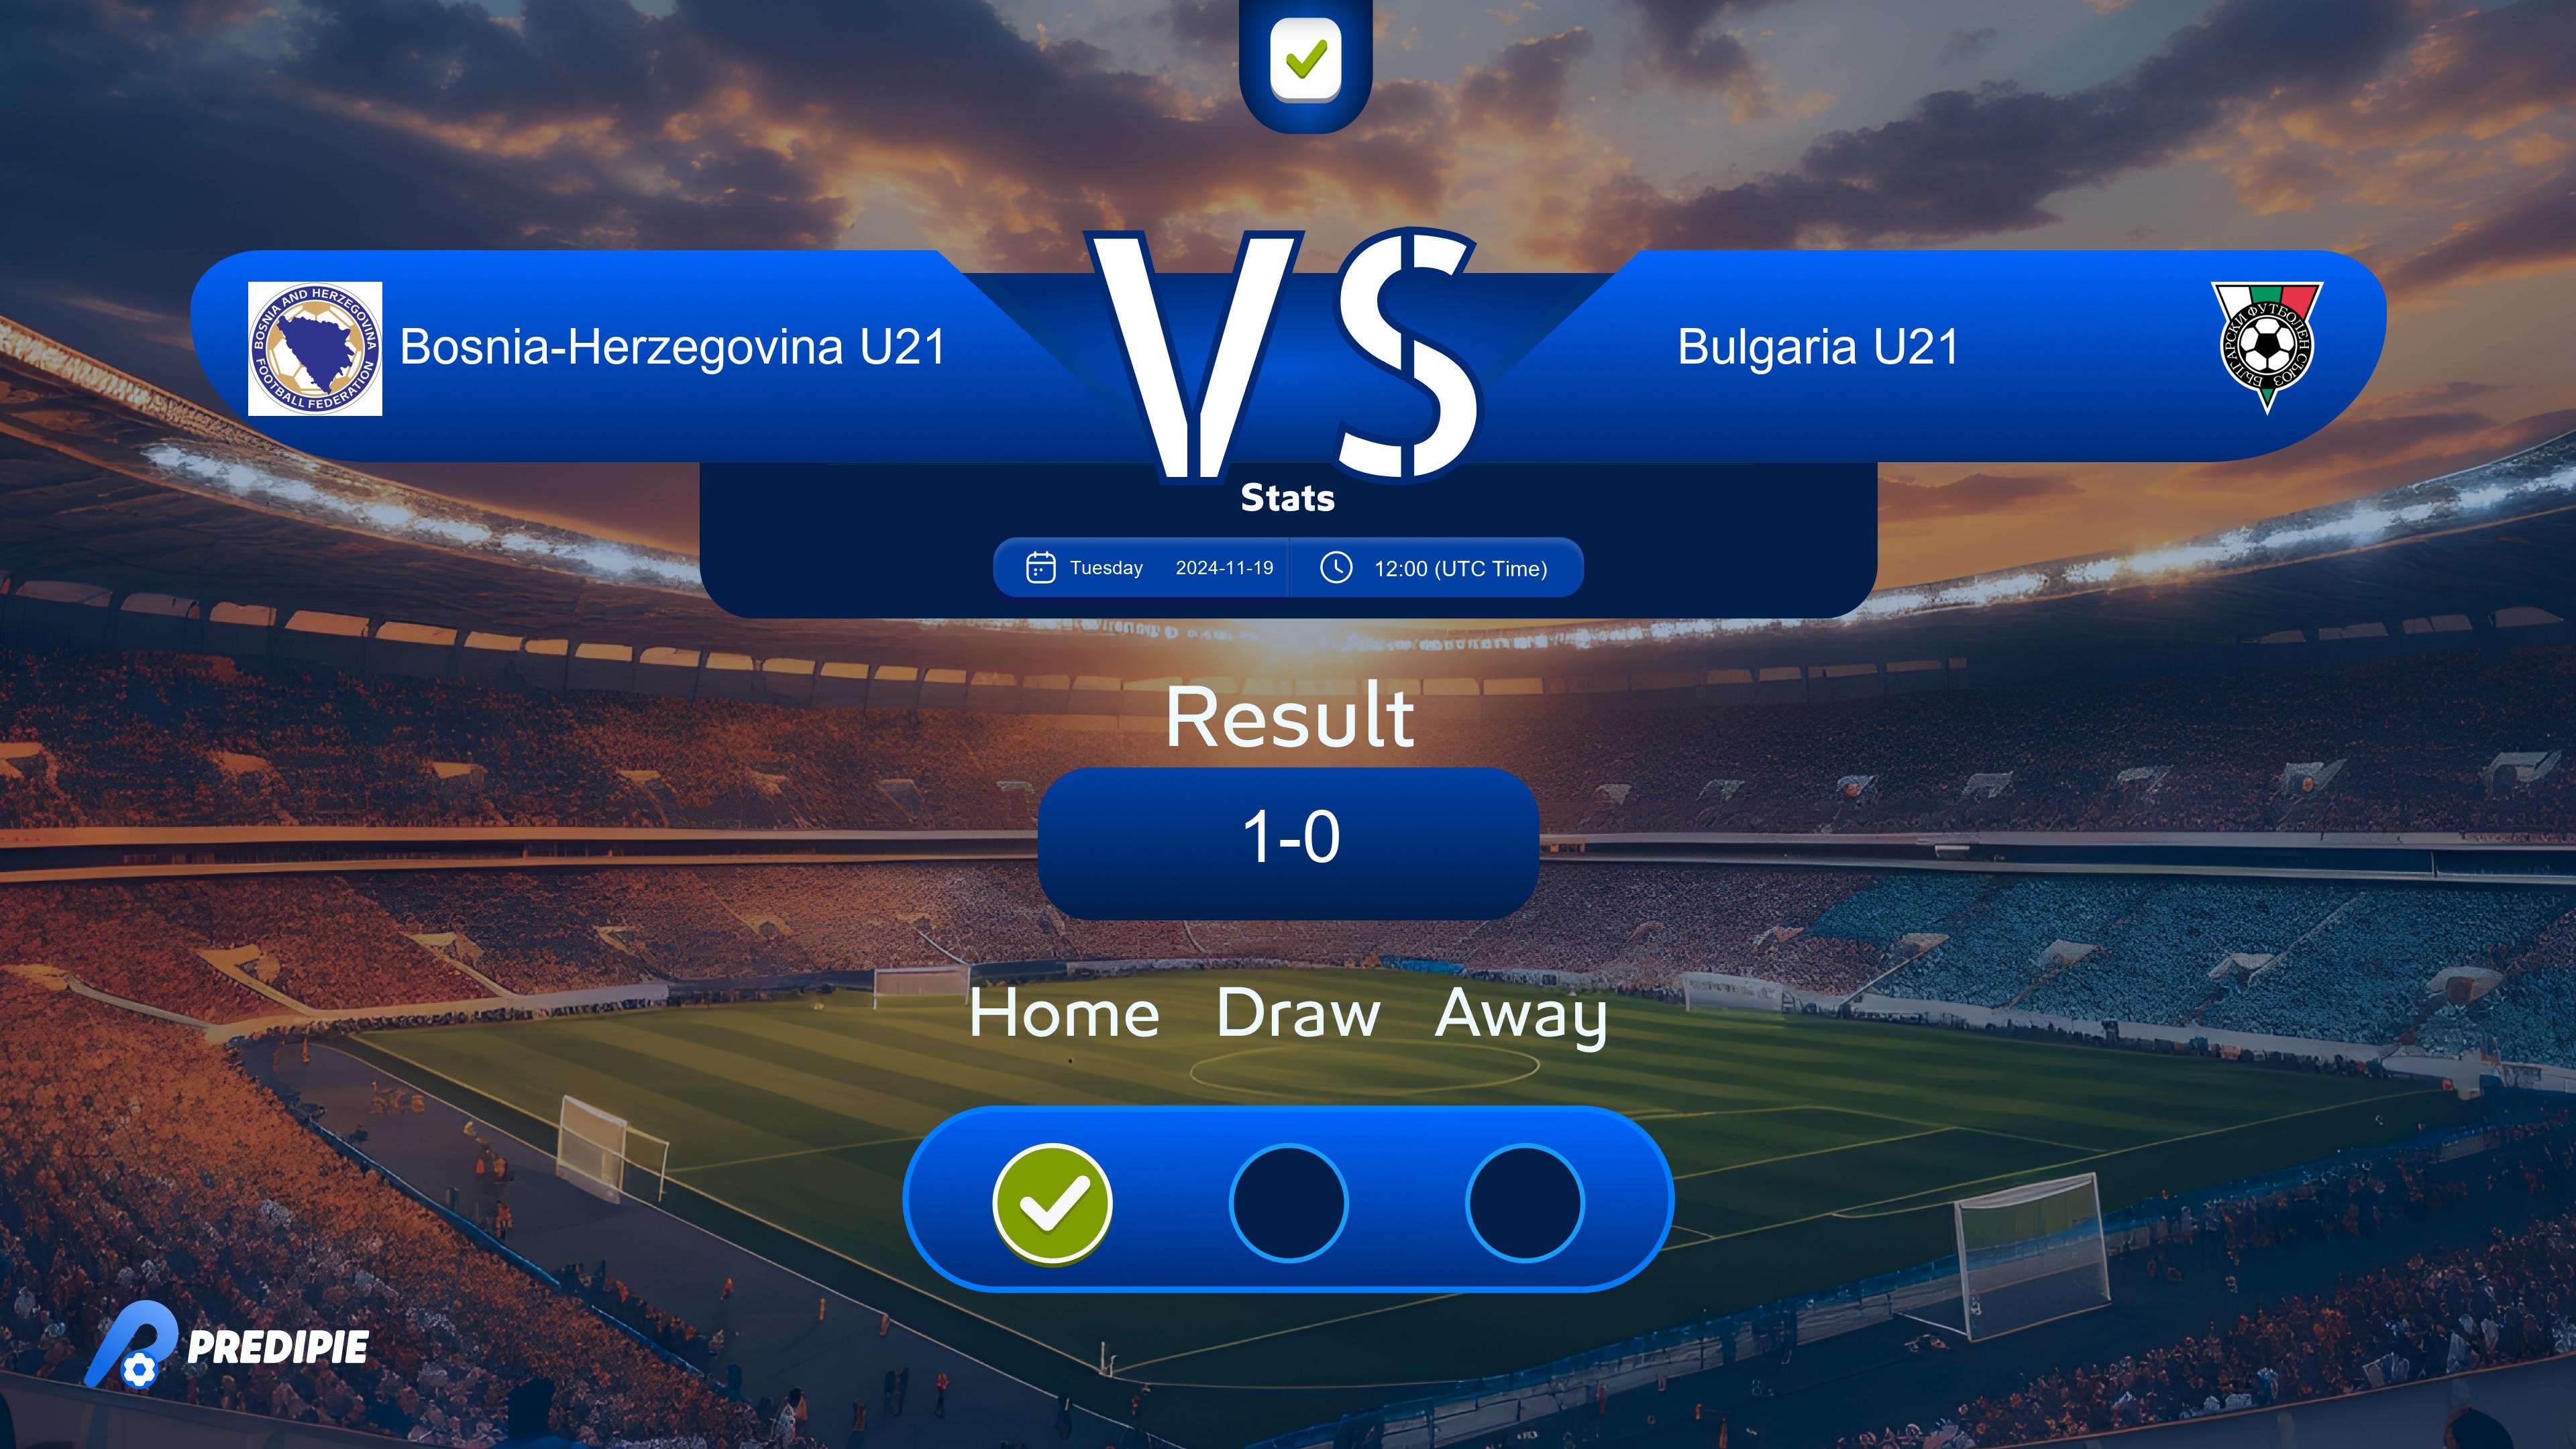 VS
BOSNIA AND HERZEGOVINA
FOOTBALL FEDERATION
Bosnia-Herzegovina U21
Bulgaria U21
БЪЛГАРСКИ ФУТБОЛЕН СЪЮЗ
Stats
Tuesday 2024-11-19 12:00 (UTC Time)
Result
1-0
Home Draw Away
PREDIPIE